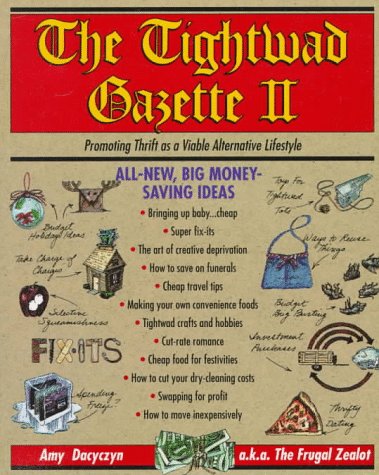 The Tightwad
Gazette II
Promoting Thrift as a Viable Alternative Lifestyle
ALL-NEW, BIG MONEY-
SAVING IDEAS
• Bringing up baby...cheap
• Super fix-its
• The art of creative deprivation
• How to save on funerals
• Cheap travel tips
• Making your own convenience foods
• Tightwad crafts and hobbies
• Cut-rate romance
• Cheap food for festivities
• How to cut your dry-cleaning costs
• Swapping for profit
• How to move inexpensively
Budget
Holiday Ideas
Take Charge of
Charges
Selective
Squeamishness
FIX-ITS
Spending
Freeze
Toys For
Tightwad
Tots
Ways to Reuse
Things
Budget
Bug Busting
Investment
Purchases
Thrifty
Dating
Amy Dacyczyn
a.k.a. The Frugal Zealot